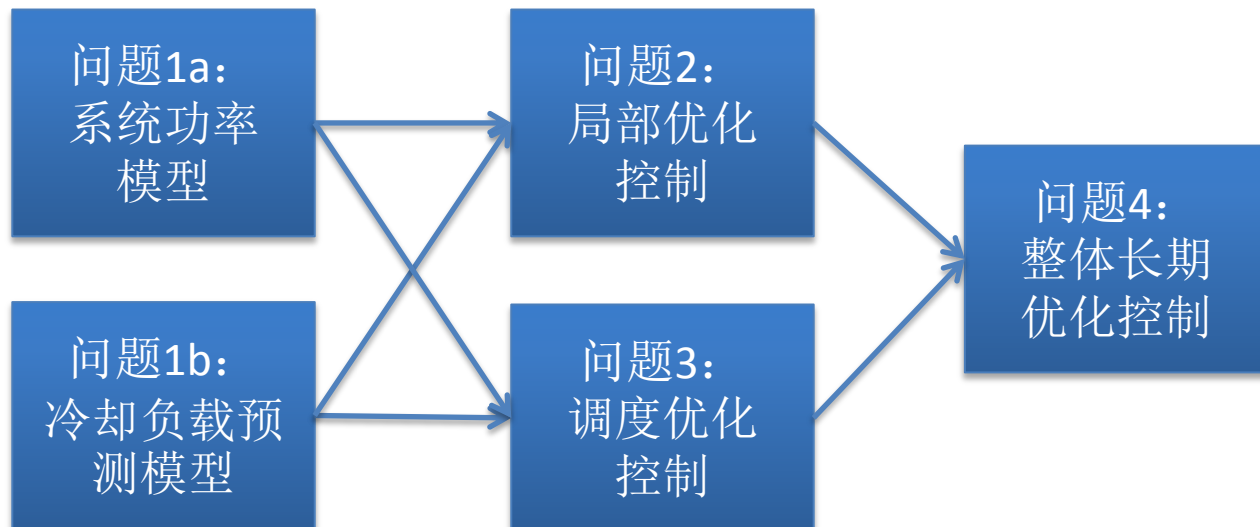 问题1a：
系统功率
模型
问题1b：
冷却负载预
测模型
问题2：
局部优化
控制
问题3：
调度优化
控制
问题4：
整体长期
优化控制